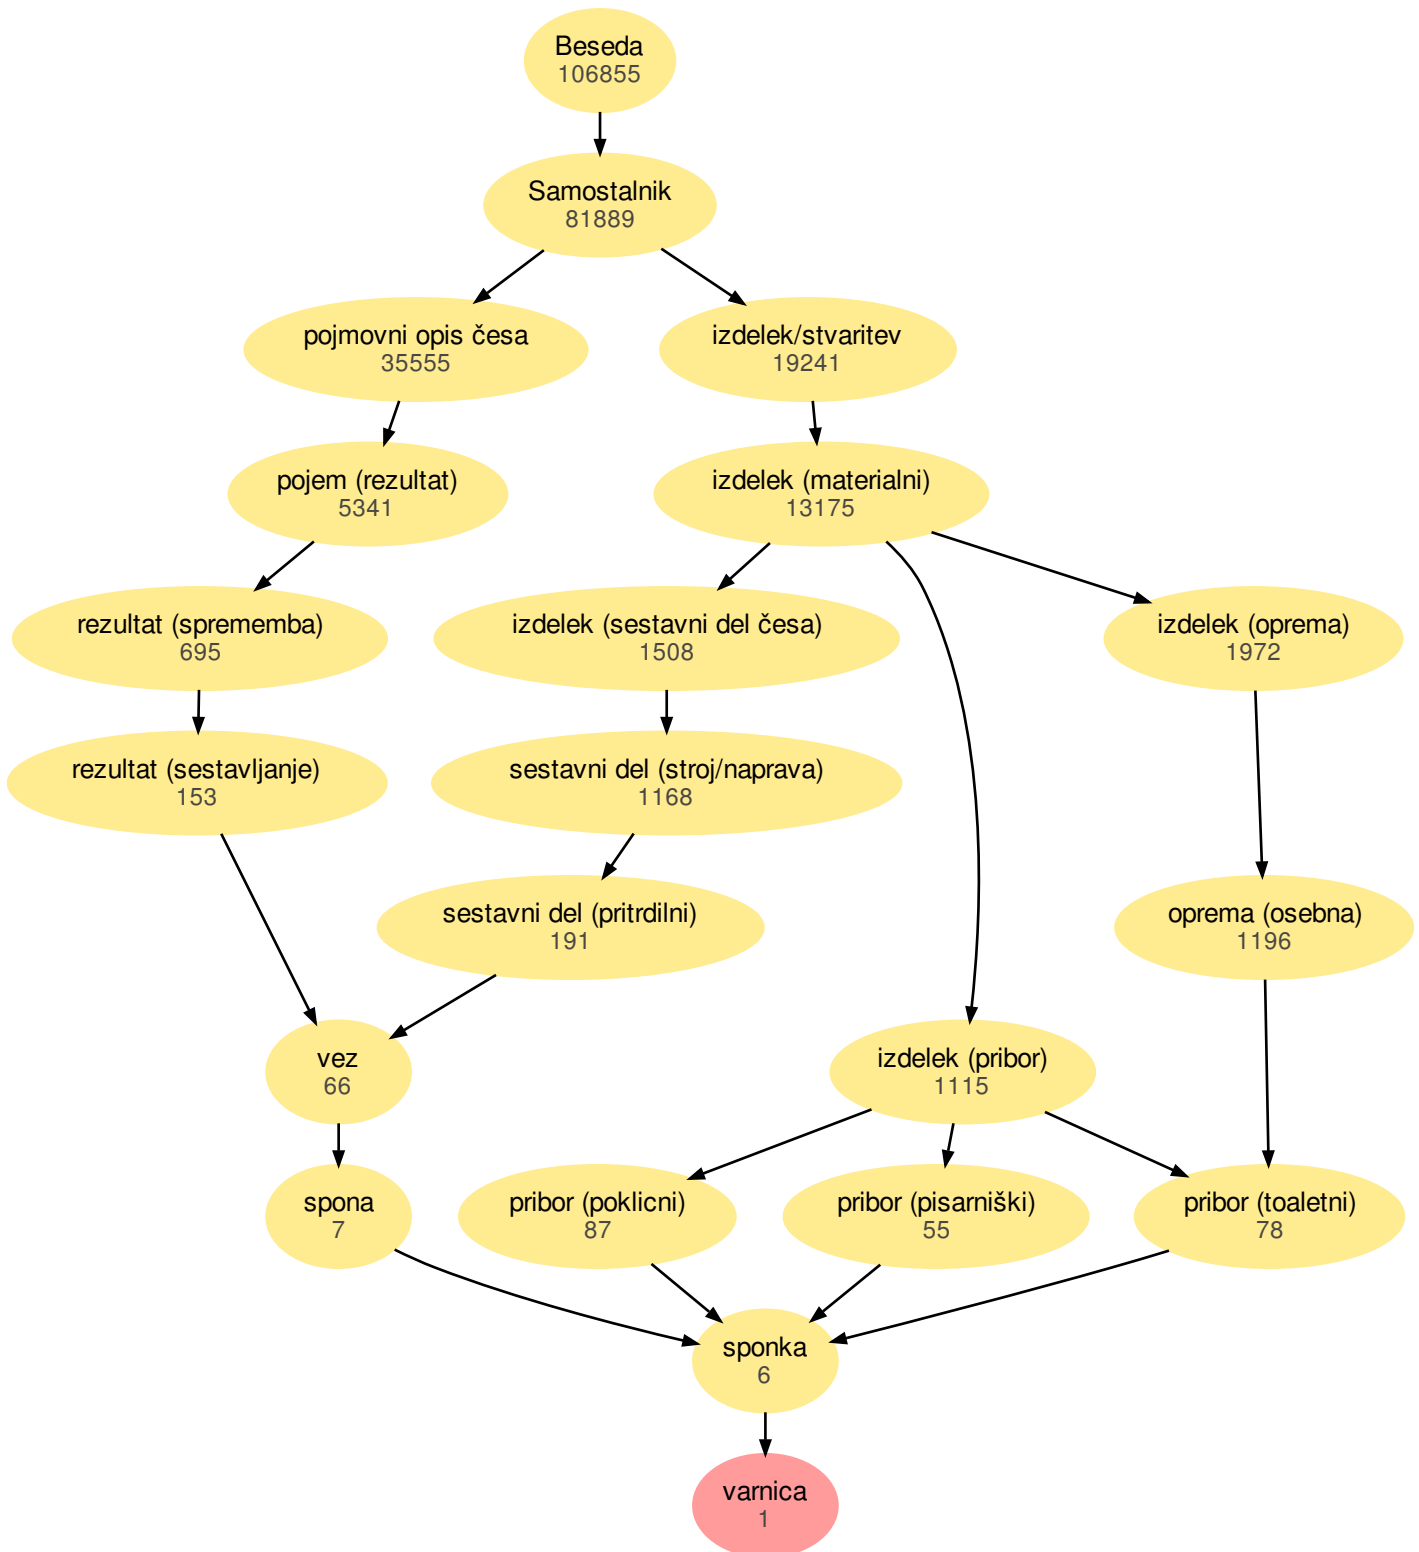 Beseda
106855
Samostalnik
81889
pojmovni opis česa
35555
izdelek/stvaritev
19241
pojem (rezultat)
5341
izdelek (materialni)
13175
rezultat (sprememba)
695
izdelek (sestavni del česa)
1508
izdelek (oprema)
1972
rezultat (sestavljanje)
153
sestavni del (stroj/naprava)
1168
sestavni del (pritrdilni)
191
oprema (osebna)
1196
vez
66
izdelek (pribor)
1115
spona
7
pribor (poklicni)
87
pribor (pisarniški)
55
pribor (toaletni)
78
sponka
6
varnica
1